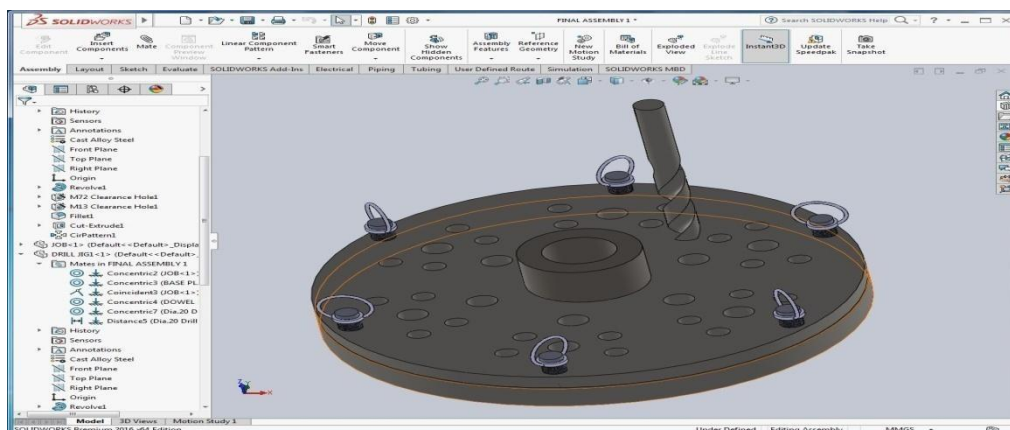 SOLIDWORKS
FINAL ASSEMBLY 1 *
Search SOLIDWORKS Help
Edit Component
Insert Components
Mate
Component Preview Window
Linear Component Pattern
Smart Fasteners
Move Component
Show Hidden Components
Assembly Features
Reference Geometry
New Motion Study
Bill of Materials
Exploded View
Explode Line Sketch
Instant3D
Update Speedpak
Take Snapshot
Assembly Layout Sketch Evaluate SOLIDWORKS Add-Ins Electrical Piping Tubing User Defined Route Simulation SOLIDWORKS MBD
History
Sensors
Annotations
Cast Alloy Steel
Front Plane
Top Plane
Right Plane
Origin
Revolve1
M72 Clearance Hole1
M13 Clearance Hole1
Fillet1
Cut-Extrude1
CirPattern1
JOB<1> (Default<<Default>_Displa
DRILL JIG1<1> (Default<<Default>_
Mates in FINAL ASSEMBLY 1
Concentric2 (JOB<1>
Concentric3 (BASE PL
Coincident3 (JOB<1>
Concentric4 (DOWEL
Concentric7 (Dia.20 D
Distance5 (Dia.20 Drill
History
Sensors
Annotations
Cast Alloy Steel
Front Plane
Top Plane
Right Plane
Origin
Revolve1
Model 3D Views Motion Study 1
SOLIDWORKS Premium 2016 x64 Edition
Under Defined Editing Assembly MMGS